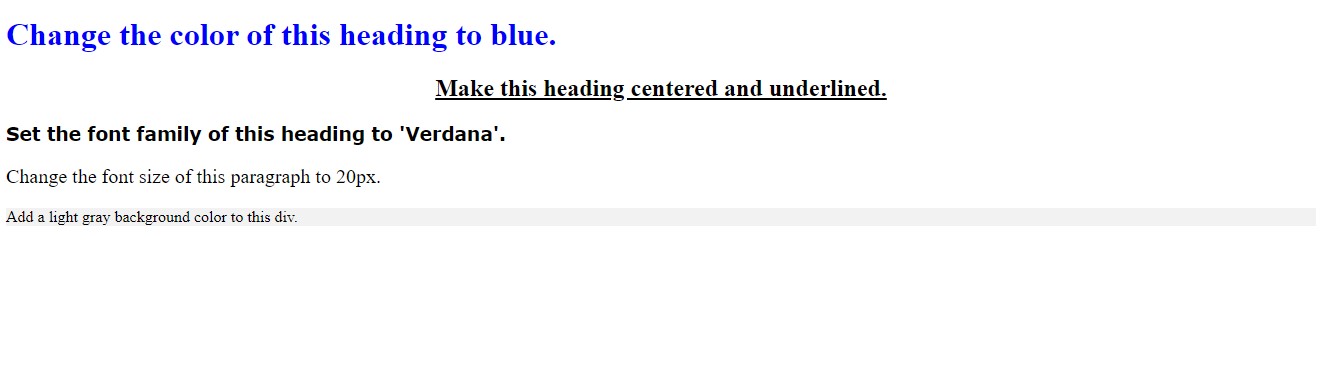 Change the color of this heading to blue.
Make this heading centered and underlined.
Set the font family of this heading to 'Verdana'.
Change the font size of this paragraph to 20px.
Add a light gray background color to this div.